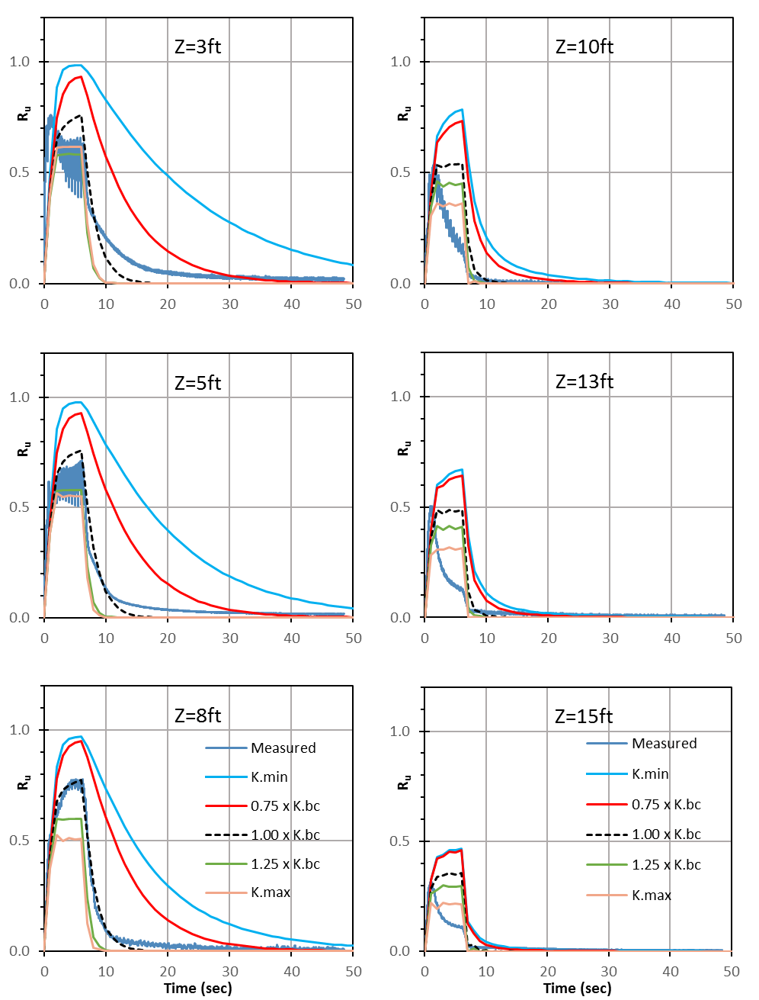 Z=3ft
1.0
0.5
0.0
Ru
0 10 20 30 40 50
Z=10ft
1.0
0.5
0.0
Ru
0 10 20 30 40 50
Z=5ft
1.0
0.5
0.0
Ru
0 10 20 30 40 50
Z=13ft
1.0
0.5
0.0
Ru
0 10 20 30 40 50
Z=8ft
1.0
0.5
0.0
Ru
Measured
K.min
0.75 x K.bc
1.00 x K.bc
1.25 x K.bc
K.max
0 10 20 30 40 50
Time (sec)
Z=15ft
1.0
0.5
0.0
Ru
Measured
K.min
0.75 x K.bc
1.00 x K.bc
1.25 x K.bc
K.max
0 10 20 30 40 50
Time (sec)